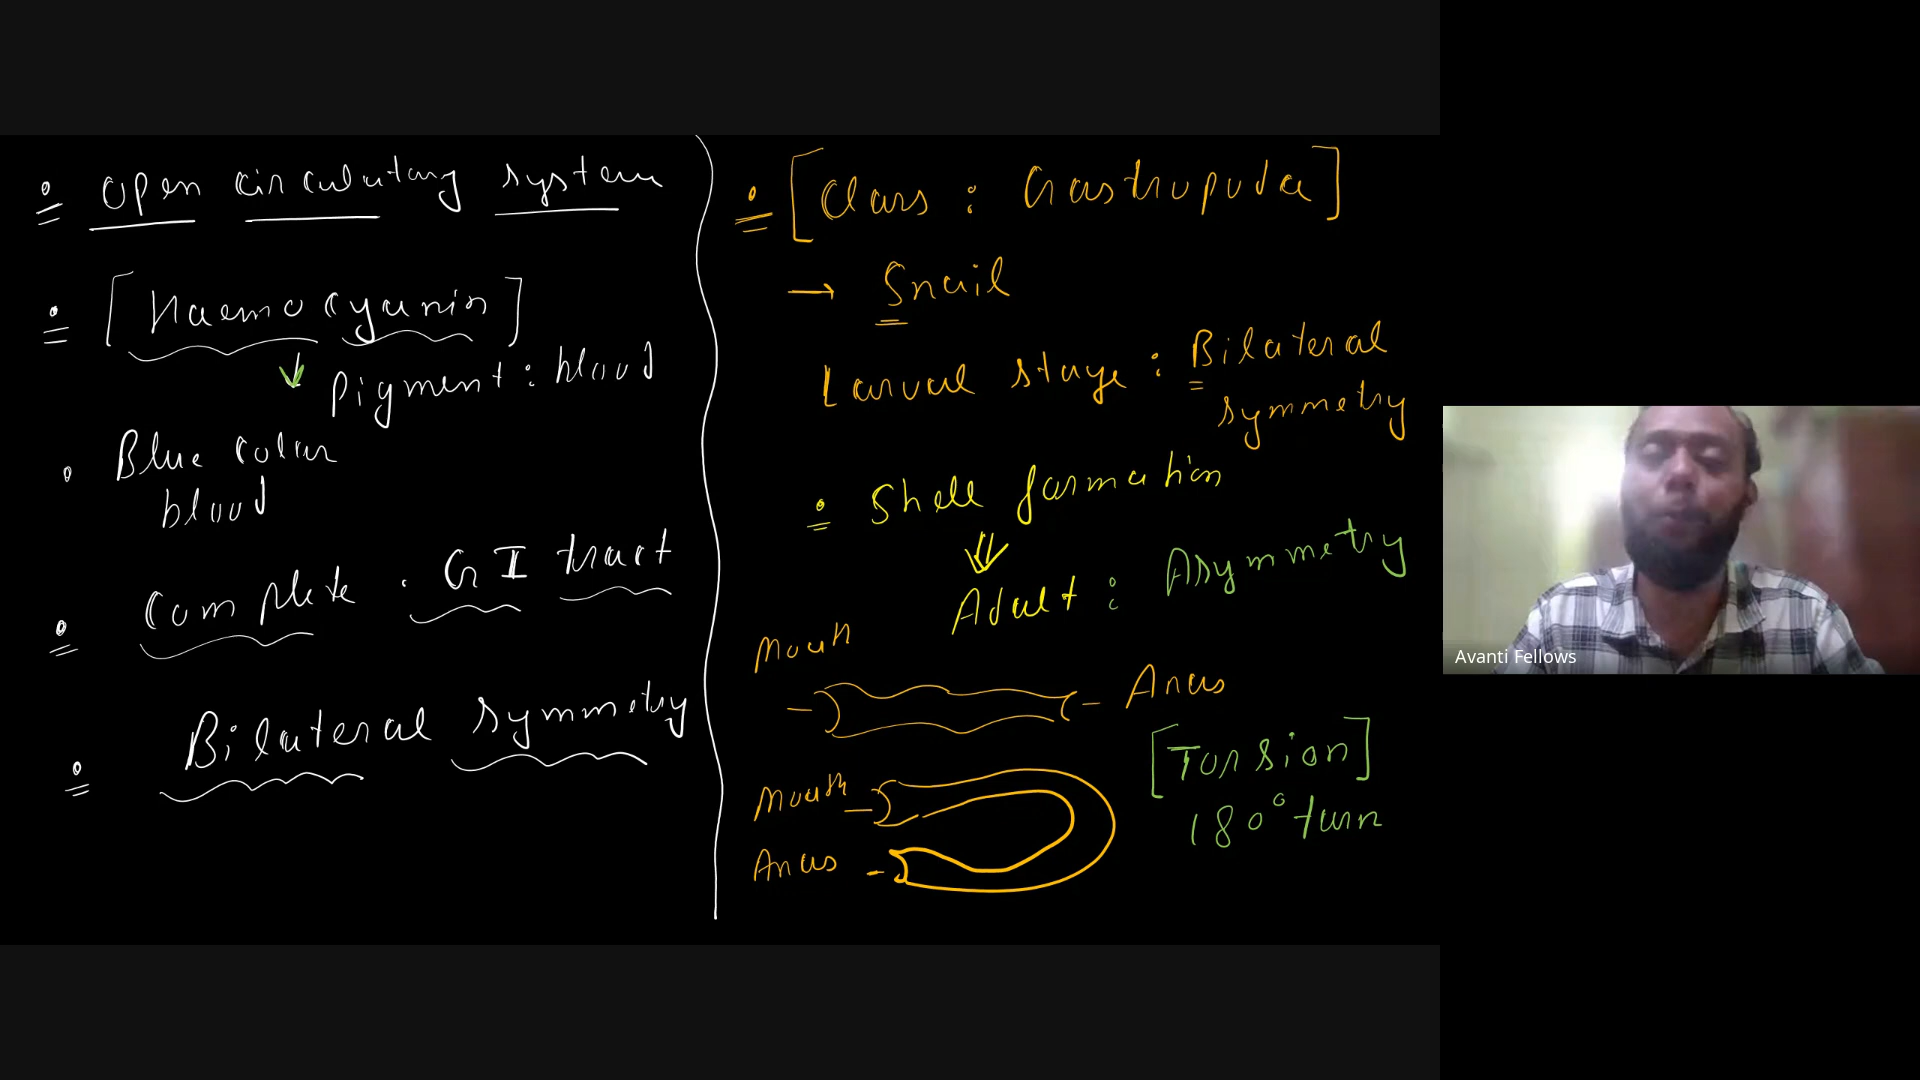 Open circulatory system
[Haemocyanin]
Pigment : blood
Blue color
blood
Complete . GI tract
Bilateral symmetry
[Class : Gastropoda]
→ Snail
Larval stage : Bilateral
symmetry
Shell formation
Adult : Asymmetry
Mouth
Anus
[Torsion]
180° turn
Mouth
Anus
Avanti Fellows